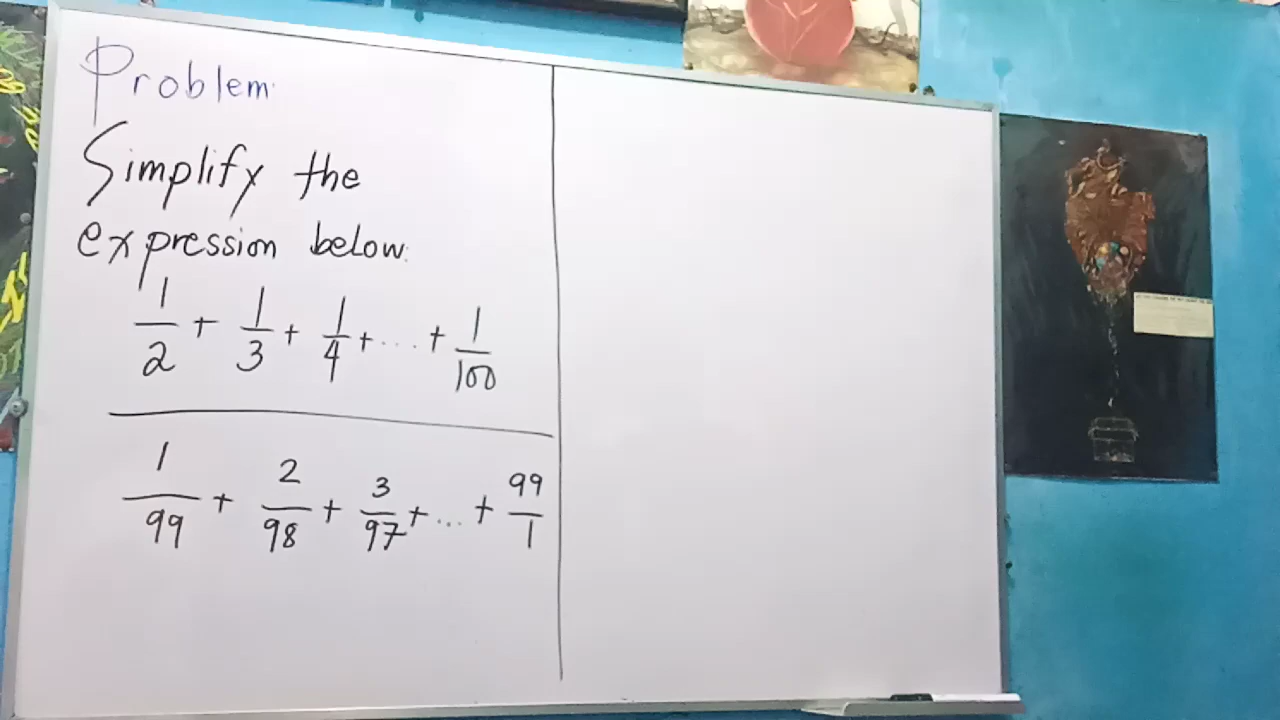 Problem:
Simplify the
expression below:
1/2 + 1/3 + 1/4 + ... + 1/100
1/99 + 2/98 + 3/97 + ... + 99/1